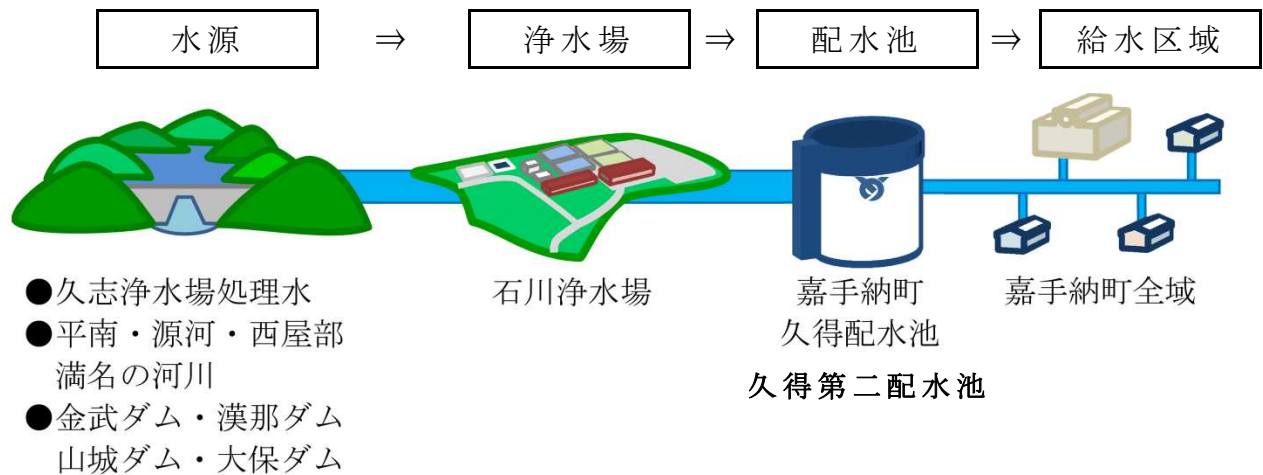 水源 ⇒ 浄水場 ⇒ 配水池 ⇒ 給水区域
●久志浄水場処理水
●平南・源河・西屋部
満名の河川
●金武ダム・漢那ダム
山城ダム・大保ダム
石川浄水場
嘉手納町
久得配水池
久得第二配水池
嘉手納町全域